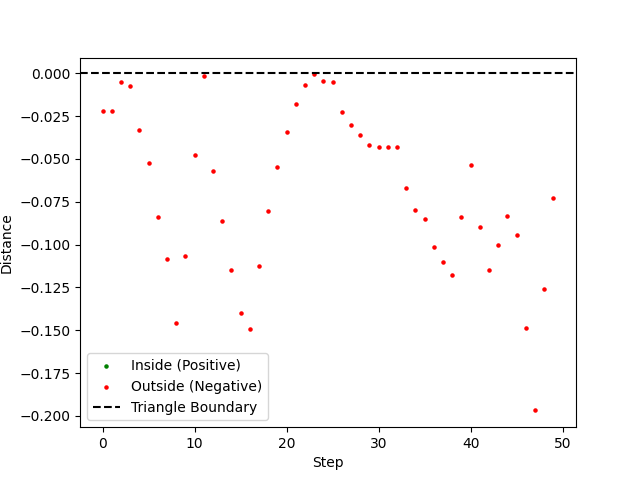 0.000
−0.025
−0.050
−0.075
−0.100
−0.125
−0.150
−0.175
−0.200
Distance
Inside (Positive)
Outside (Negative)
Triangle Boundary
0 10 20 30 40 50
Step